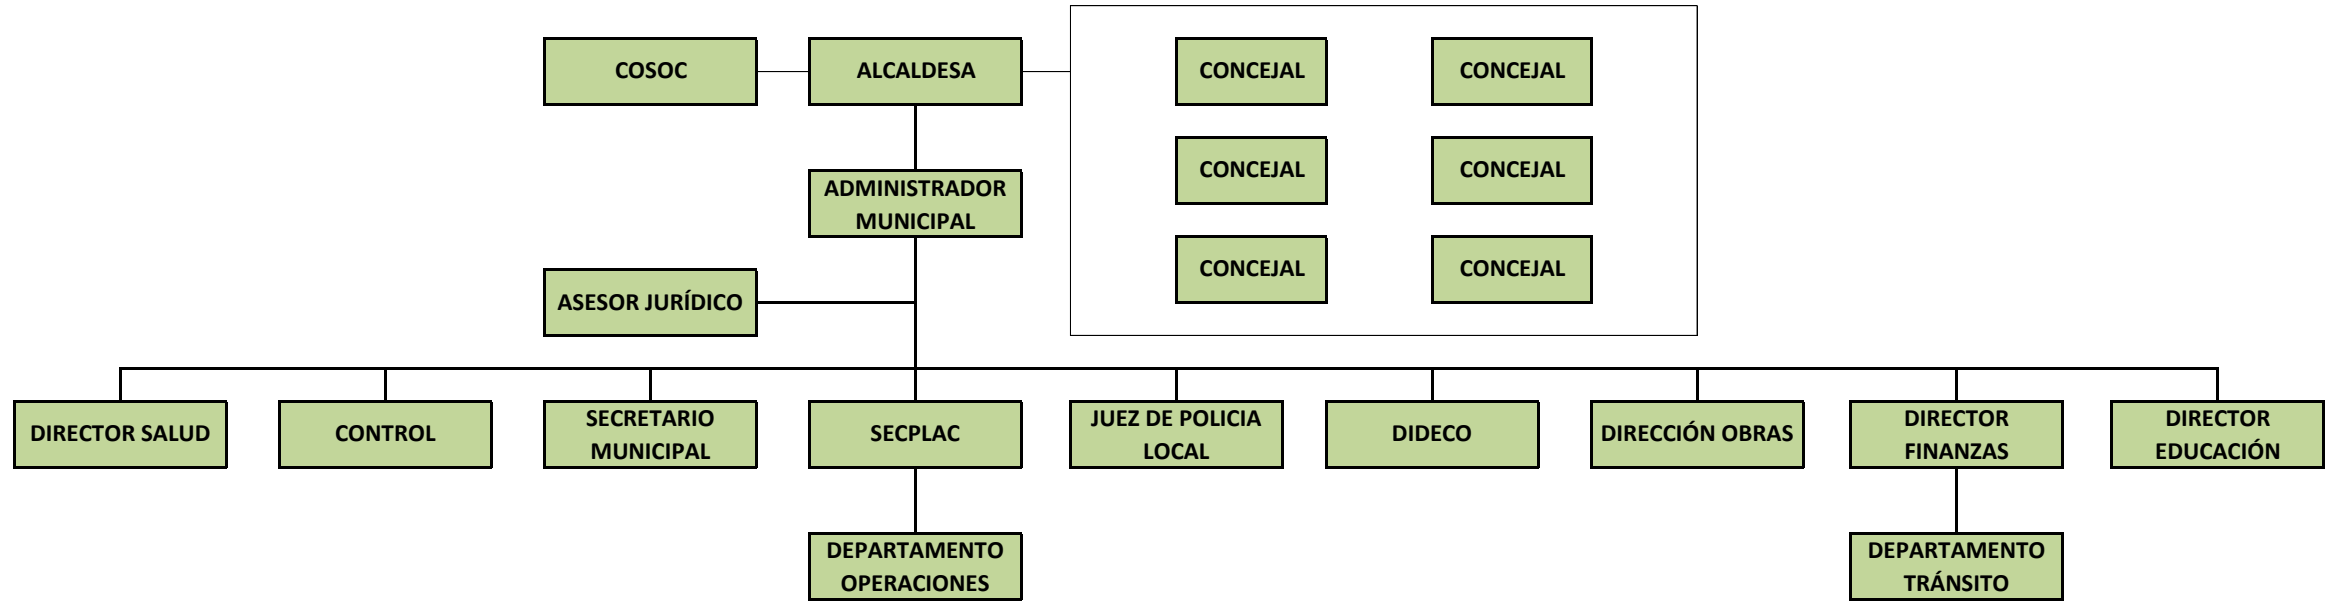 COSOC
ALCALDESA
CONCEJAL
CONCEJAL
CONCEJAL
CONCEJAL
CONCEJAL
CONCEJAL
ADMINISTRADOR
MUNICIPAL
ASESOR JURÍDICO
DIRECTOR SALUD
CONTROL
SECRETARIO
MUNICIPAL
SECPLAC
JUEZ DE POLICIA
LOCAL
DIDECO
DIRECCIÓN OBRAS
DIRECTOR
FINANZAS
DIRECTOR
EDUCACIÓN
DEPARTAMENTO
OPERACIONES
DEPARTAMENTO
TRÁNSITO